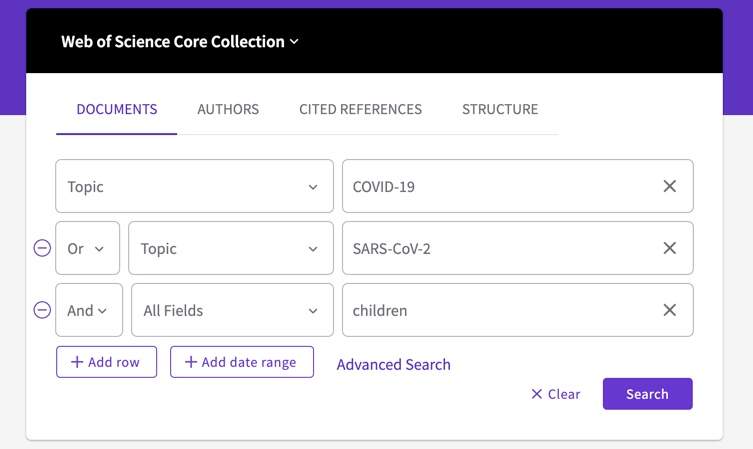 Web of Science Core Collection
DOCUMENTS AUTHORS CITED REFERENCES STRUCTURE
Topic COVID-19
Or Topic SARS-CoV-2
And All Fields children
+ Add row + Add date range Advanced Search
× Clear Search